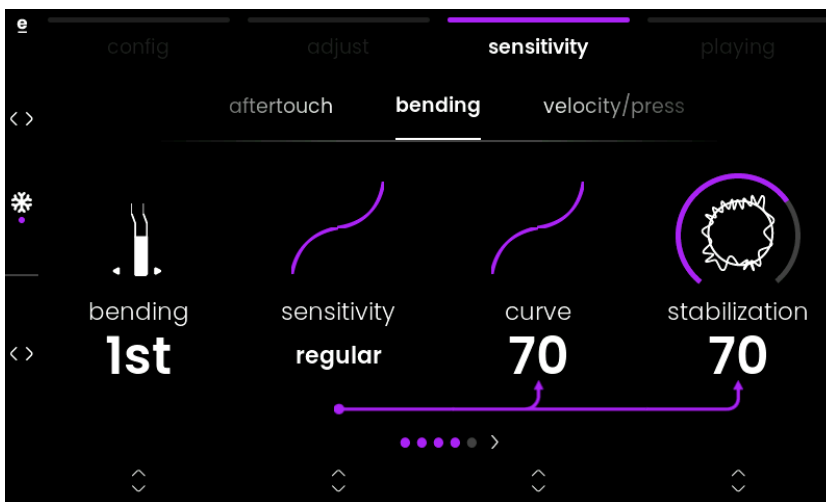 e
config adjust sensitivity playing
aftertouch bending velocity/press
bending sensitivity curve stabilization
1st regular 70 70